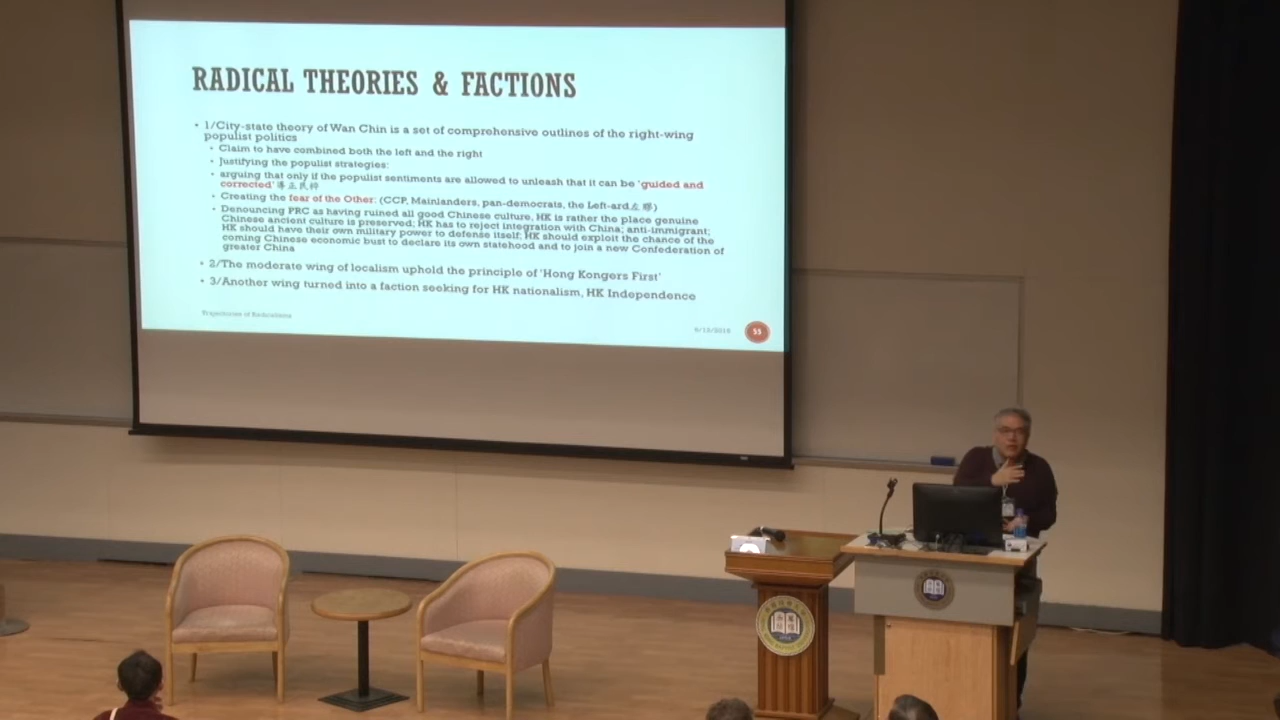 RADICAL THEORIES & FACTIONS
• 1/City-state theory of Wan Chin is a set of comprehensive outlines of the right-wing
populist politics
• Claim to have combined both the left and the right
• Justifying the populist strategies:
• arguing that only if the populist sentiments are allowed to unleash that it can be 'guided and
corrected' 導正民粹
• Creating the fear of the Other: (CCP, Mainlanders, pan-democrats, the Left-ard左膠)
• Denouncing PRC as having ruined all good Chinese culture, HK is rather the place genuine
Chinese ancient culture is preserved; HK has to reject integration with China; anti-immigrant;
HK should have their own military power to defense itself; HK should exploit the chance of the
coming Chinese economic bust to declare its own statehood and to join a new Confederation of
greater China
• 2/The moderate wing of localism uphold the principle of 'Hong Kongers First'
• 3/Another wing turned into a faction seeking for HK nationalism, HK Independence
Trajectories of Radicalisms
55